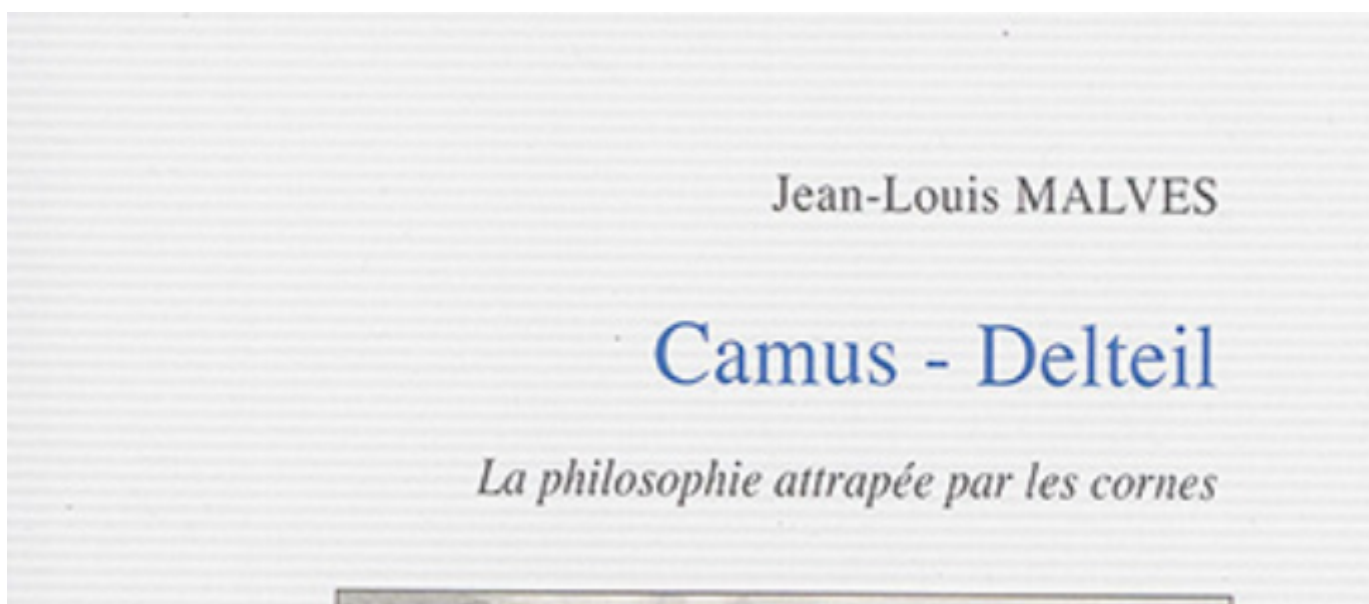 Jean-Louis MALVES
Camus - Delteil
La philosophie attrapée par les cornes